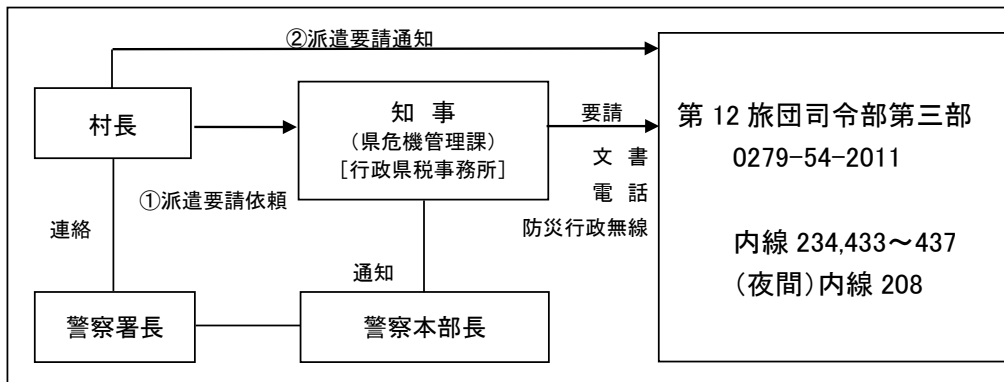 ②派遣要請通知
村長
知 事
（県危機管理課）
［行政県税事務所］
要請
文 書
電 話
防災行政無線
第 12 旅団司令部第三部
0279-54-2011
内線 234,433～437
（夜間）内線 208
①派遣要請依頼
連絡
通知
警察署長
警察本部長